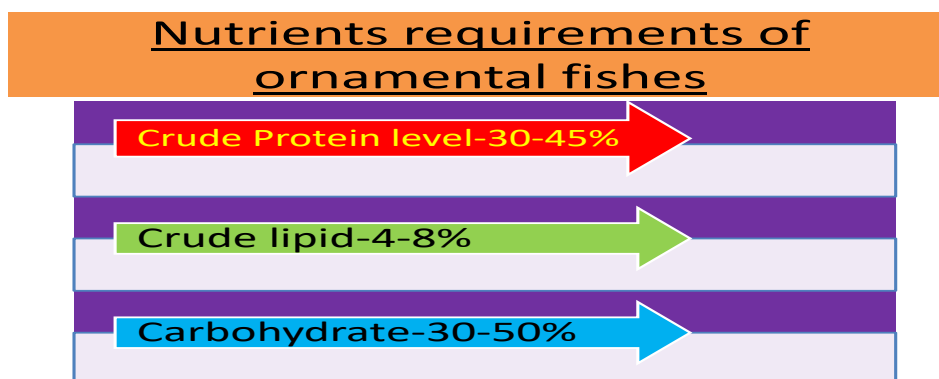 Nutrients requirements of
ornamental fishes
Crude Protein level-30-45%
Crude lipid-4-8%
Carbohydrate-30-50%